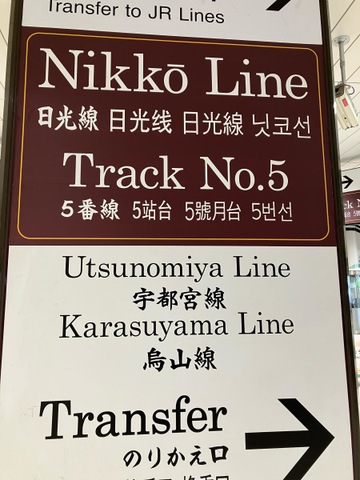 Transfer to JR Lines
Nikkō Line
日光線 日光线 日光線 닛코선
Track No.5
5番線 5站台 5號月台 5번선
Utsunomiya Line
宇都宮線
Karasuyama Line
烏山線
Transfer
のりかえ口